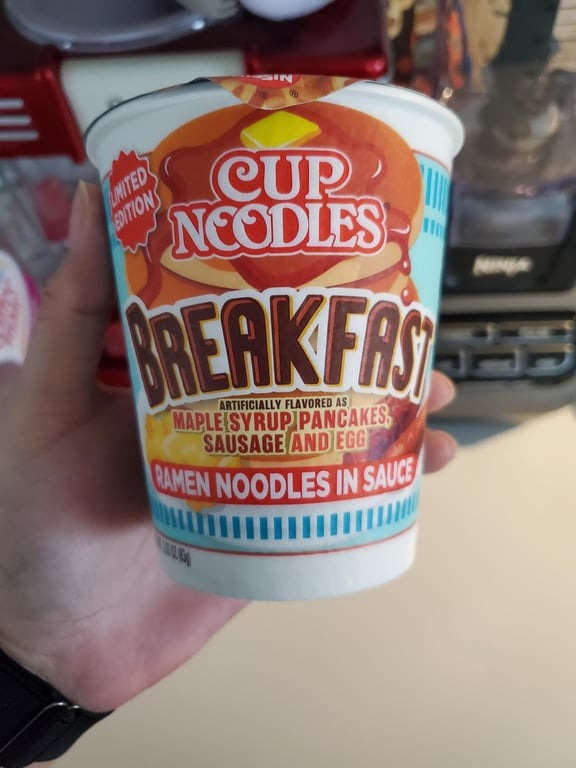 LIMITED
EDITION
CUP
NOODLES®
BREAKFAST
ARTIFICIALLY FLAVORED AS
MAPLE SYRUP PANCAKES,
SAUSAGE AND EGG
RAMEN NOODLES IN SAUCE
NINJA